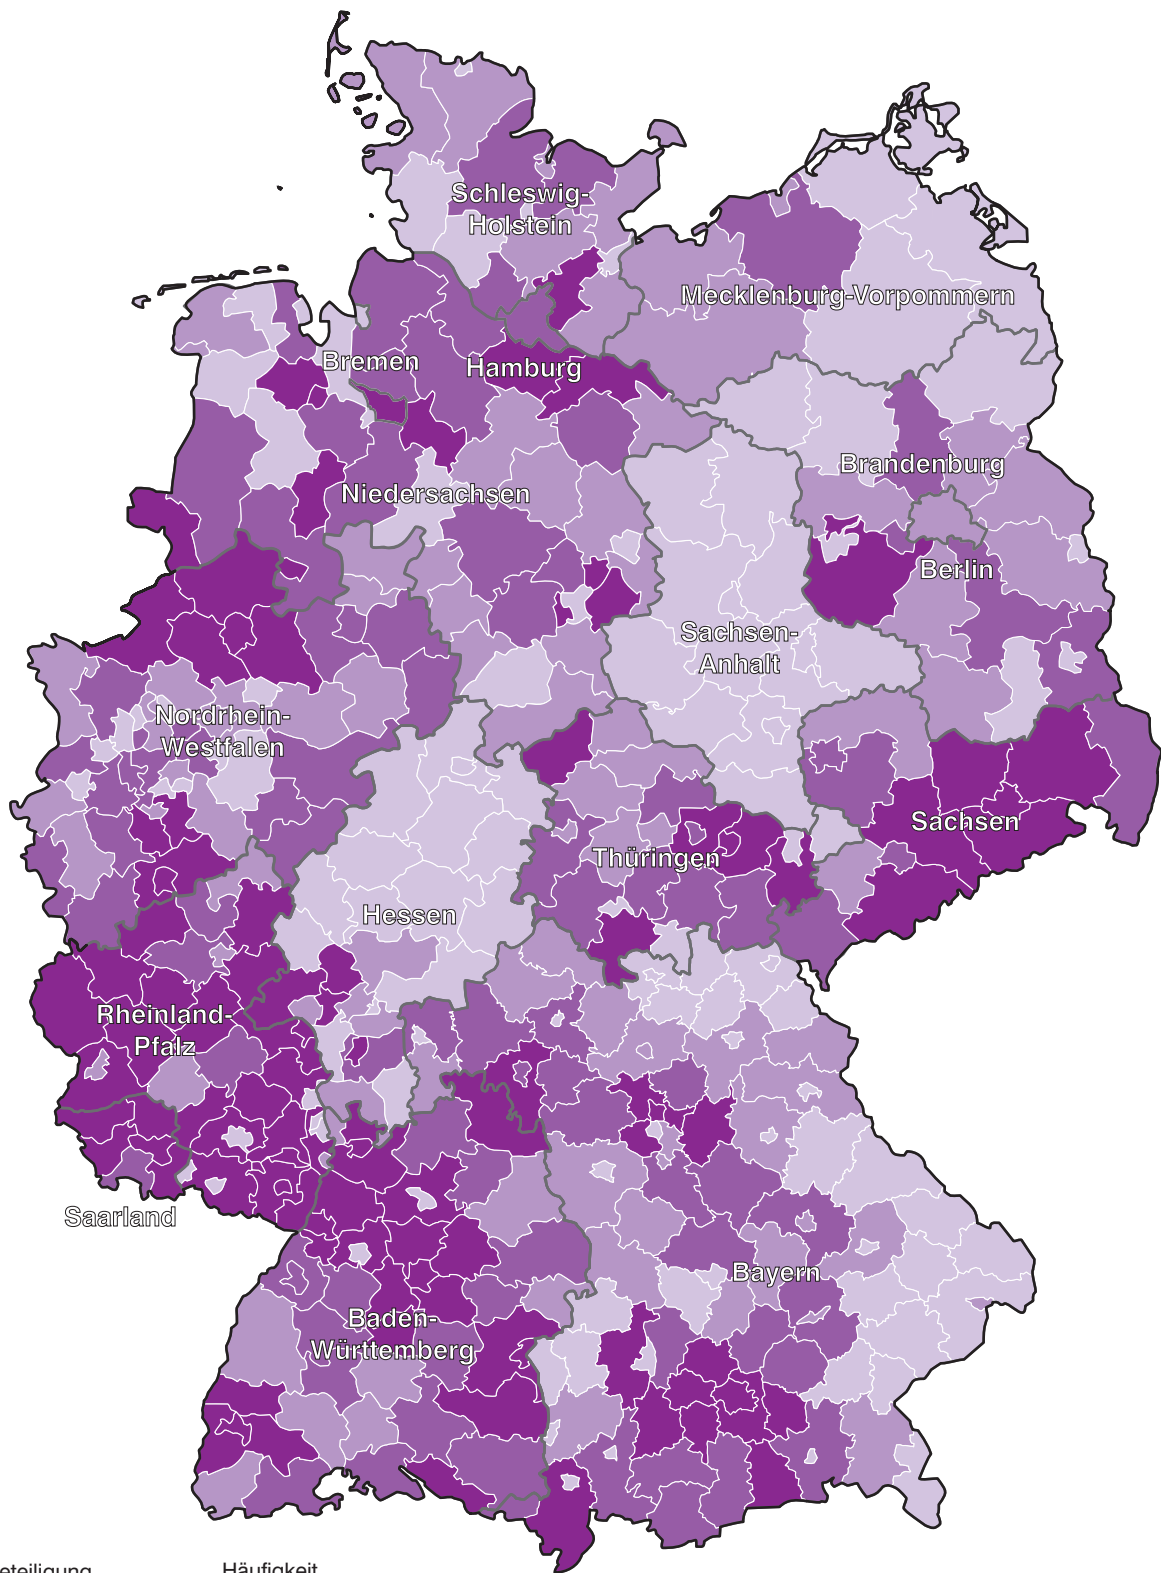 Schleswig-
Holstein
Mecklenburg-Vorpommern
Bremen
Hamburg
Brandenburg
Niedersachsen
Berlin
Sachsen-
Anhalt
Nordrhein-
Westfalen
Sachsen
Thüringen
Hessen
Rheinland-
Pfalz
Saarland
Bayern
Baden-
Württemberg
eteiligung
Häufigkeit